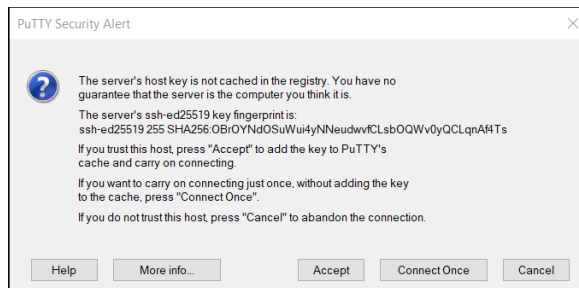 PuTTY Security Alert
The server's host key is not cached in the registry. You have no
guarantee that the server is the computer you think it is.
The server's ssh-ed25519 key fingerprint is:
ssh-ed25519 255 SHA256:OBrOYNdOSuWui4yNNeudwvfCLsbOQWv0yQCLqnAf4Ts
If you trust this host, press "Accept" to add the key to PuTTY's
cache and carry on connecting.
If you want to carry on connecting just once, without adding the key
to the cache, press "Connect Once".
If you do not trust this host, press "Cancel" to abandon the connection.
Help More info... Accept Connect Once Cancel